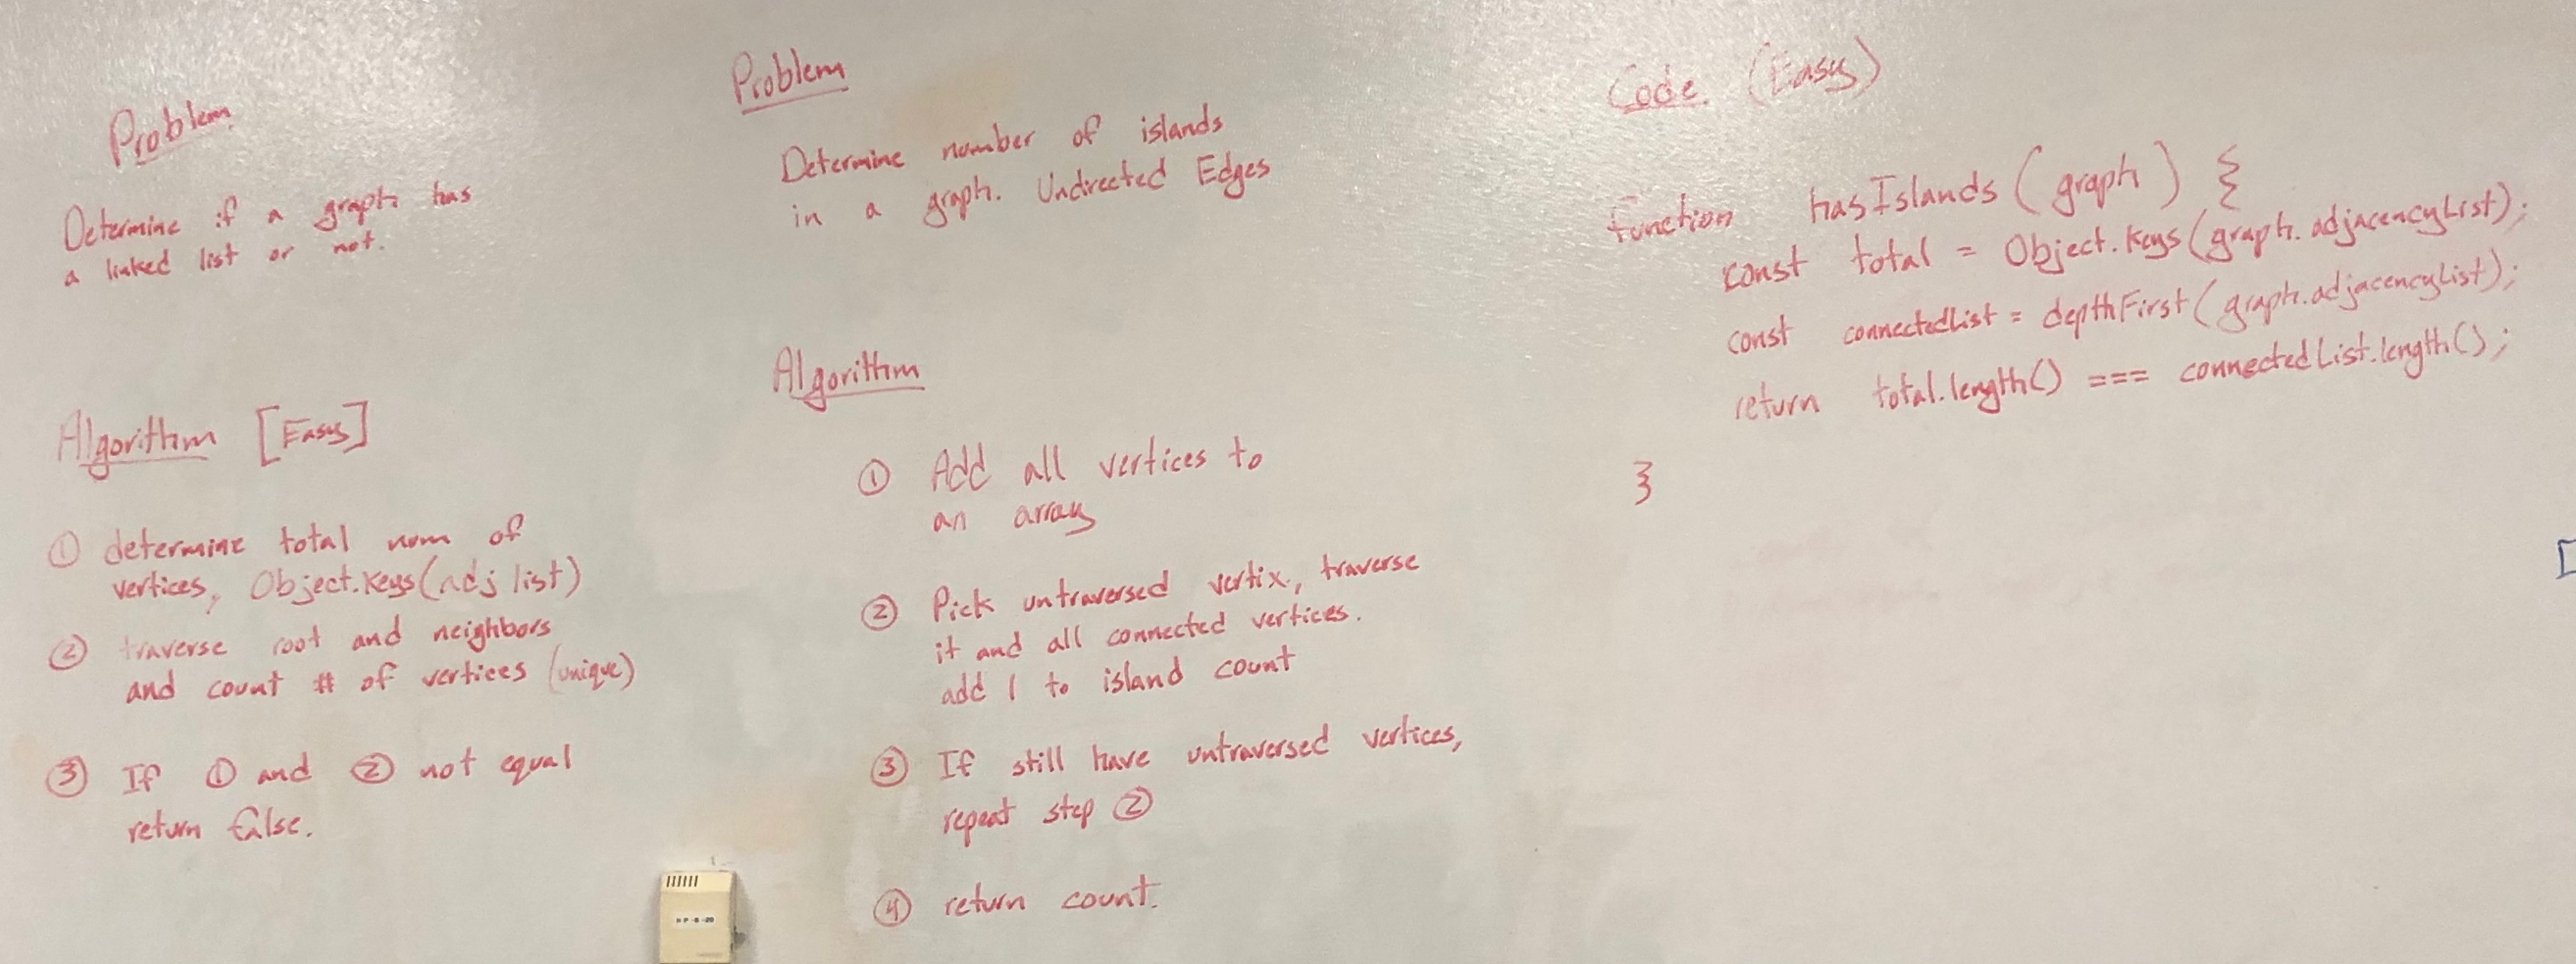 Problem
Determine if a graph has
a linked list or not.
Algorithm [Easy]
① determine total num of
vertices, Object.Keys(adj list)
② traverse root and neighbors
and count # of vertices (unique)
③ If ① and ② not equal
return false.
Problem
Determine number of islands
in a graph. Undirected Edges
Algorithm
① Add all vertices to
an array
② Pick untraversed vertix, traverse
it and all connected vertices.
add 1 to island count
③ If still have untraversed vertices,
repeat step ②
④ return count.
Code (Easy)
function hasIslands (graph) {
const total = Object.Keys(graph.adjacencyList);
const connectedList = depthFirst(graph.adjacencyList);
return total.length() === connectedList.length();
}